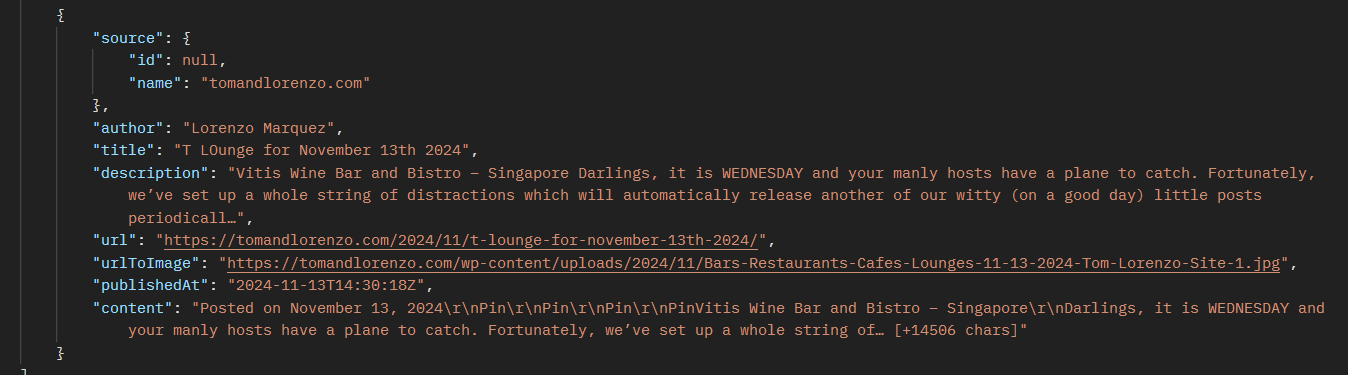 {
"source": {
"id": null,
"name": "tomandlorenzo.com"
},
"author": "Lorenzo Marquez",
"title": "T LOunge for November 13th 2024",
"description": "Vitis Wine Bar and Bistro – Singapore Darlings, it is WEDNESDAY and your manly hosts have a plane to catch. Fortunately,
we’ve set up a whole string of distractions which will automatically release another of our witty (on a good day) little posts
periodicall…",
"url": "https://tomandlorenzo.com/2024/11/t-lounge-for-november-13th-2024/",
"urlToImage": "https://tomandlorenzo.com/wp-content/uploads/2024/11/Bars-Restaurants-Cafes-Lounges-11-13-2024-Tom-Lorenzo-Site-1.jpg",
"publishedAt": "2024-11-13T14:30:18Z",
"content": "Posted on November 13, 2024\r\nPin\r\nPin\r\nPin\r\nPinVitis Wine Bar and Bistro – Singapore\r\nDarlings, it is WEDNESDAY and
your manly hosts have a plane to catch. Fortunately, we’ve set up a whole string of… [+14506 chars]"
}
]